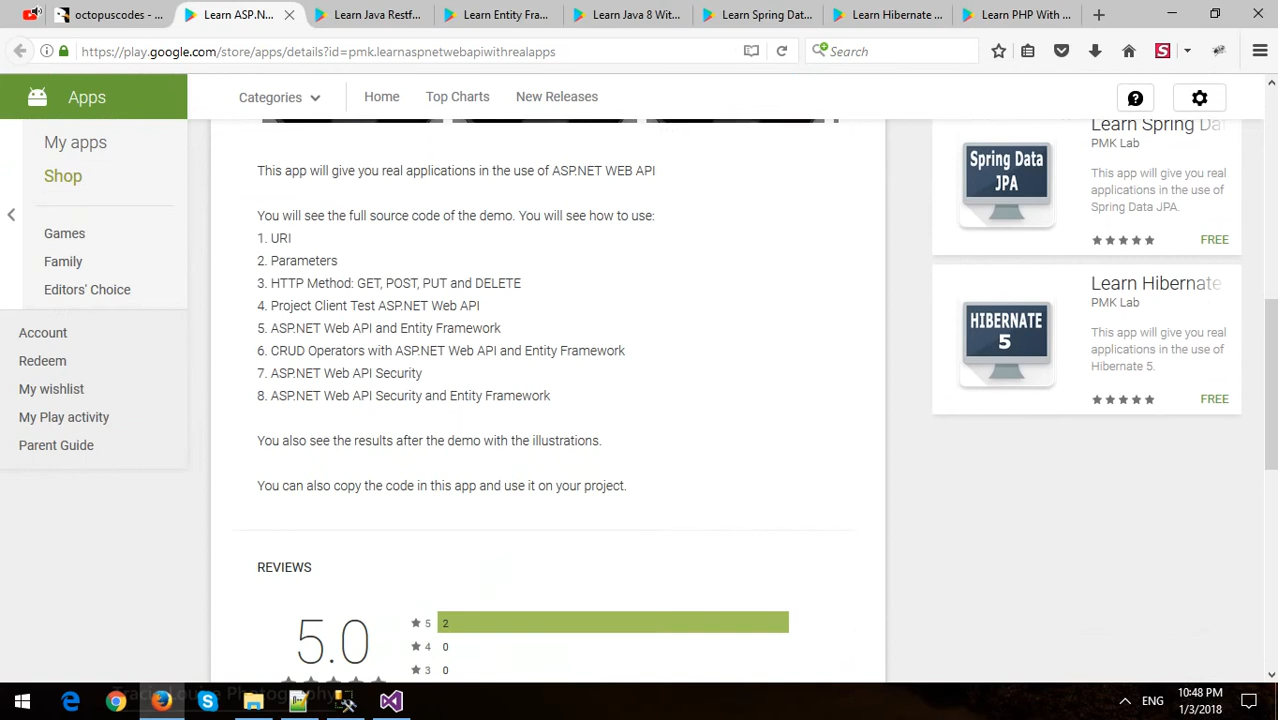 octopuscodes - ...
Learn ASP.N...
Learn Java Restf...
Learn Entity Fra...
Learn Java 8 Wit...
Learn Spring Dat...
Learn Hibernate ...
Learn PHP With ...
https://play.google.com/store/apps/details?id=pmk.learnaspnetwebapiwithrealapps
Search
Apps
Categories
Home
Top Charts
New Releases
My apps
Shop
Games
Family
Editors' Choice
Account
Redeem
My wishlist
My Play activity
Parent Guide
This app will give you real applications in the use of ASP.NET WEB API
You will see the full source code of the demo. You will see how to use:
1. URI
2. Parameters
3. HTTP Method: GET, POST, PUT and DELETE
4. Project Client Test ASP.NET Web API
5. ASP.NET Web API and Entity Framework
6. CRUD Operators with ASP.NET Web API and Entity Framework
7. ASP.NET Web API Security
8. ASP.NET Web API Security and Entity Framework
You also see the results after the demo with the illustrations.
You can also copy the code in this app and use it on your project.
REVIEWS
5.0
5 2
4 0
3 0
Learn Spring Da
PMK Lab
This app will give you real
applications in the use of
Spring Data JPA.
FREE
Spring Data
JPA
Learn Hibernate
PMK Lab
This app will give you real
applications in the use of
Hibernate 5.
FREE
HIBERNATE
5
Photography
ENG
10:48 PM
1/3/2018